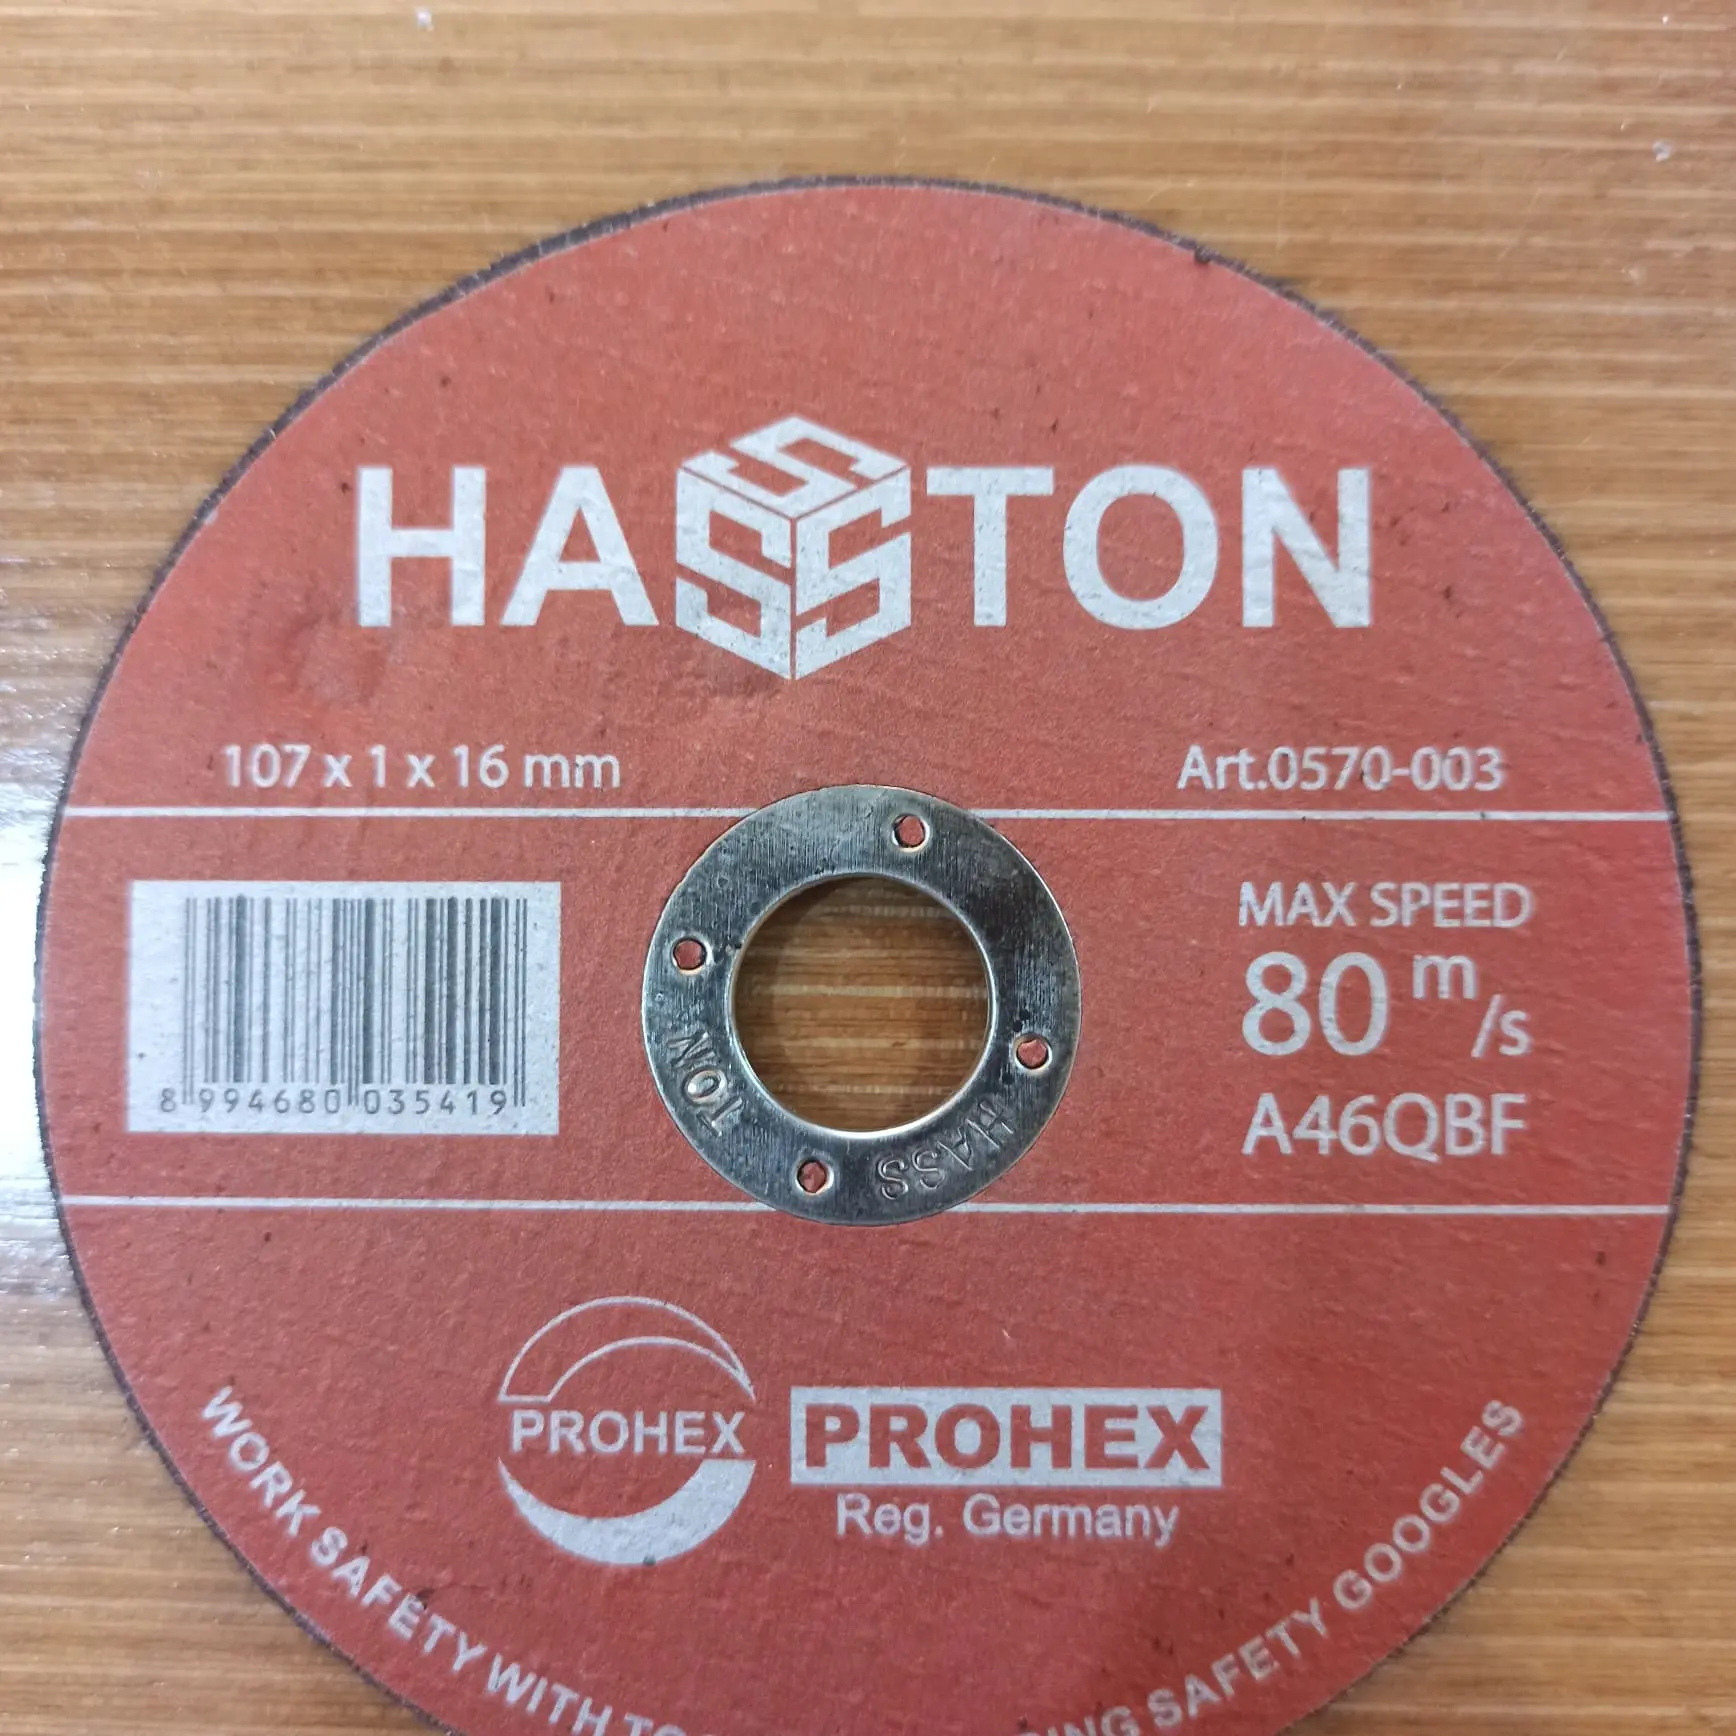 HASSTON
107 x 1 x 16 mm
Art.0570-003
MAX SPEED
80 m/s
A46QBF
8 994680 035419
HASS TON
PROHEX
PROHEX
Reg. Germany
WORK SAFETY WITH
SAFETY GOOGLES